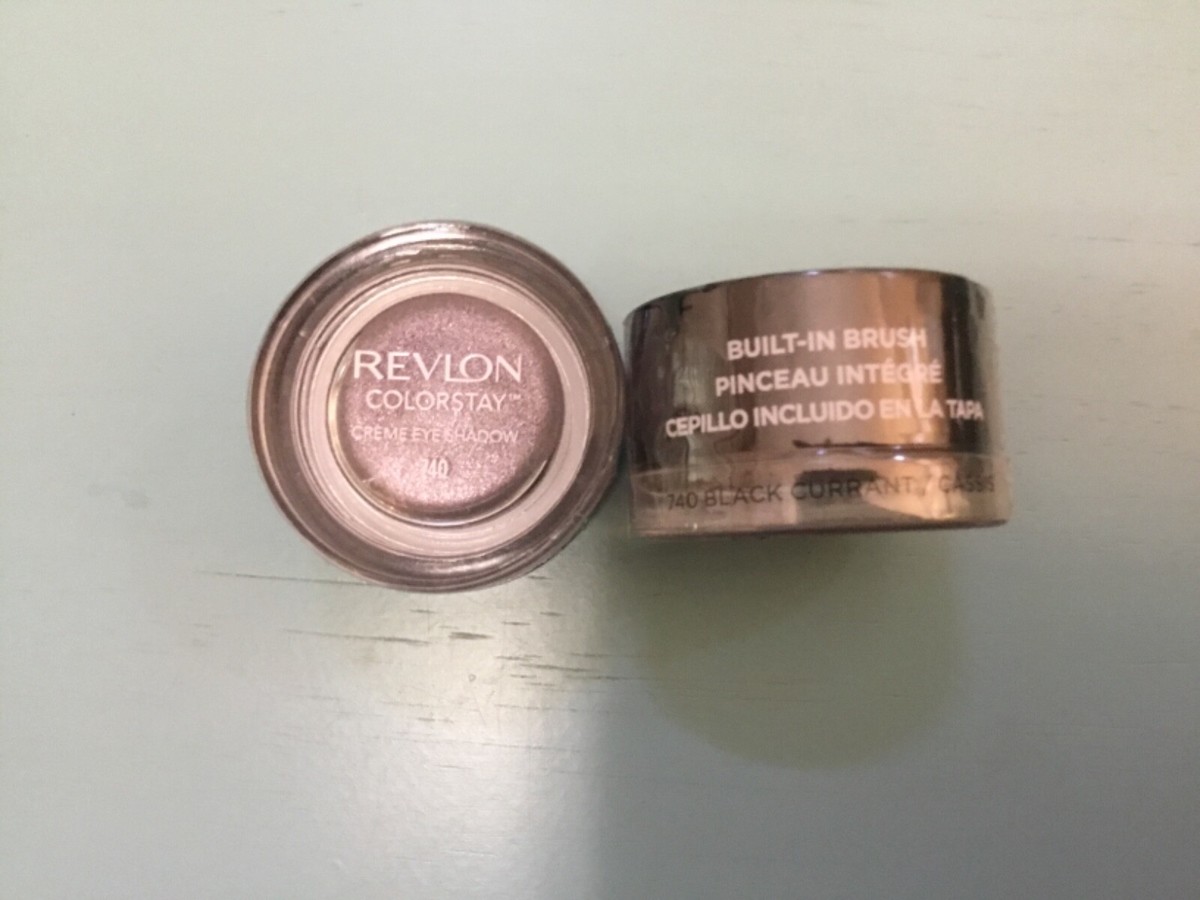 REVLON
COLORSTAY™
CRÈME EYE SHADOW
740
BUILT-IN BRUSH
PINCEAU INTÉGRÉ
CEPILLO INCLUIDO EN LA TAPA
740 BLACK CURRANT / CASSIS